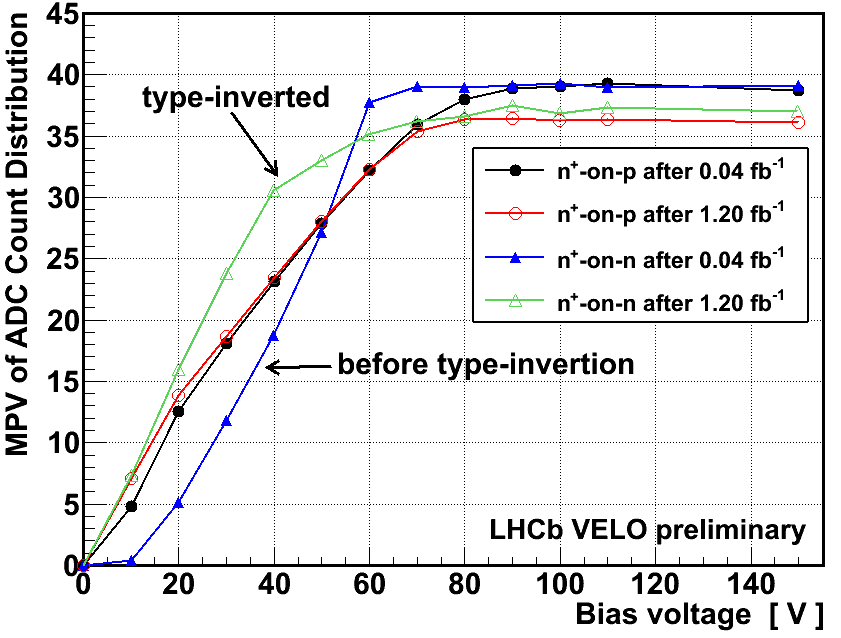 MPV of ADC Count Distribution
45
40
35
30
25
20
15
10
5
0
type-inverted
n⁺-on-p after 0.04 fb⁻¹
n⁺-on-p after 1.20 fb⁻¹
n⁺-on-n after 0.04 fb⁻¹
n⁺-on-n after 1.20 fb⁻¹
before type-invertion
LHCb VELO preliminary
0 20 40 60 80 100 120 140
Bias voltage [ V ]